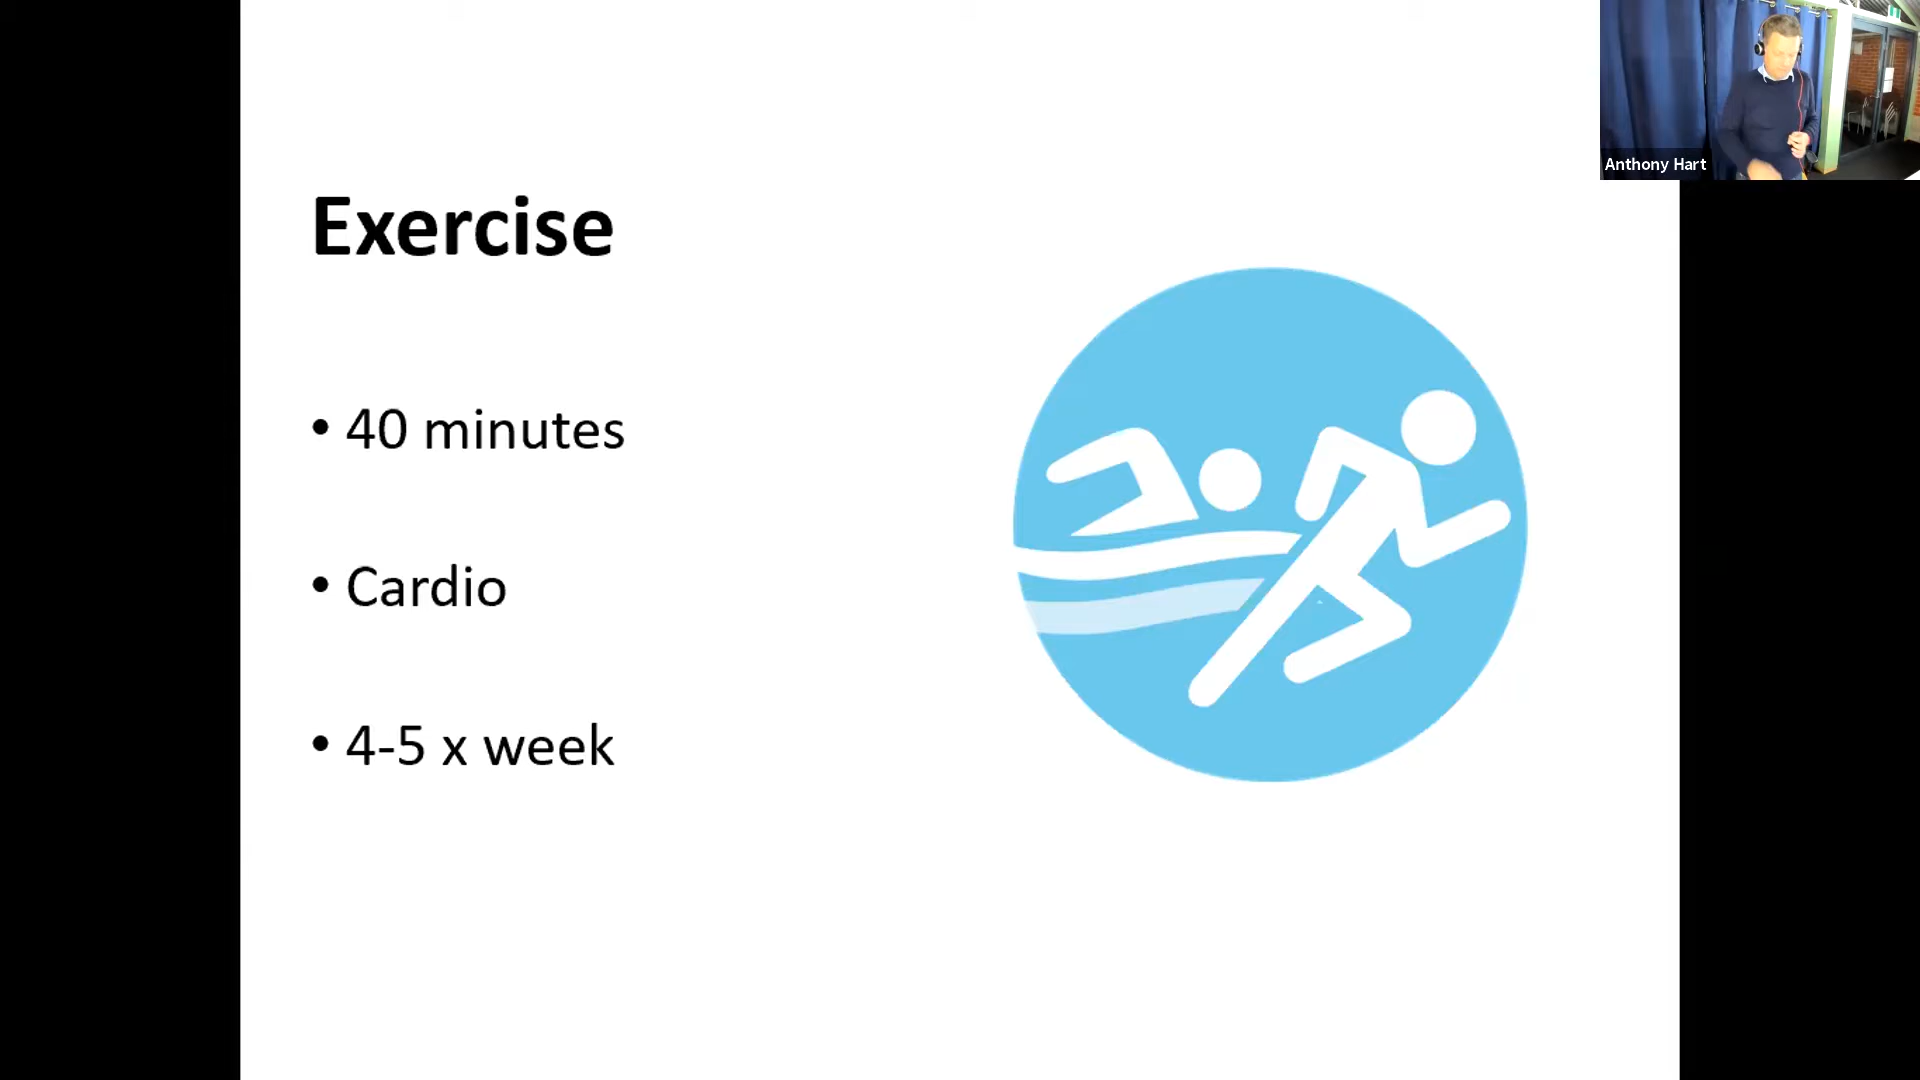 Anthony Hart
Exercise
• 40 minutes
• Cardio
• 4-5 x week